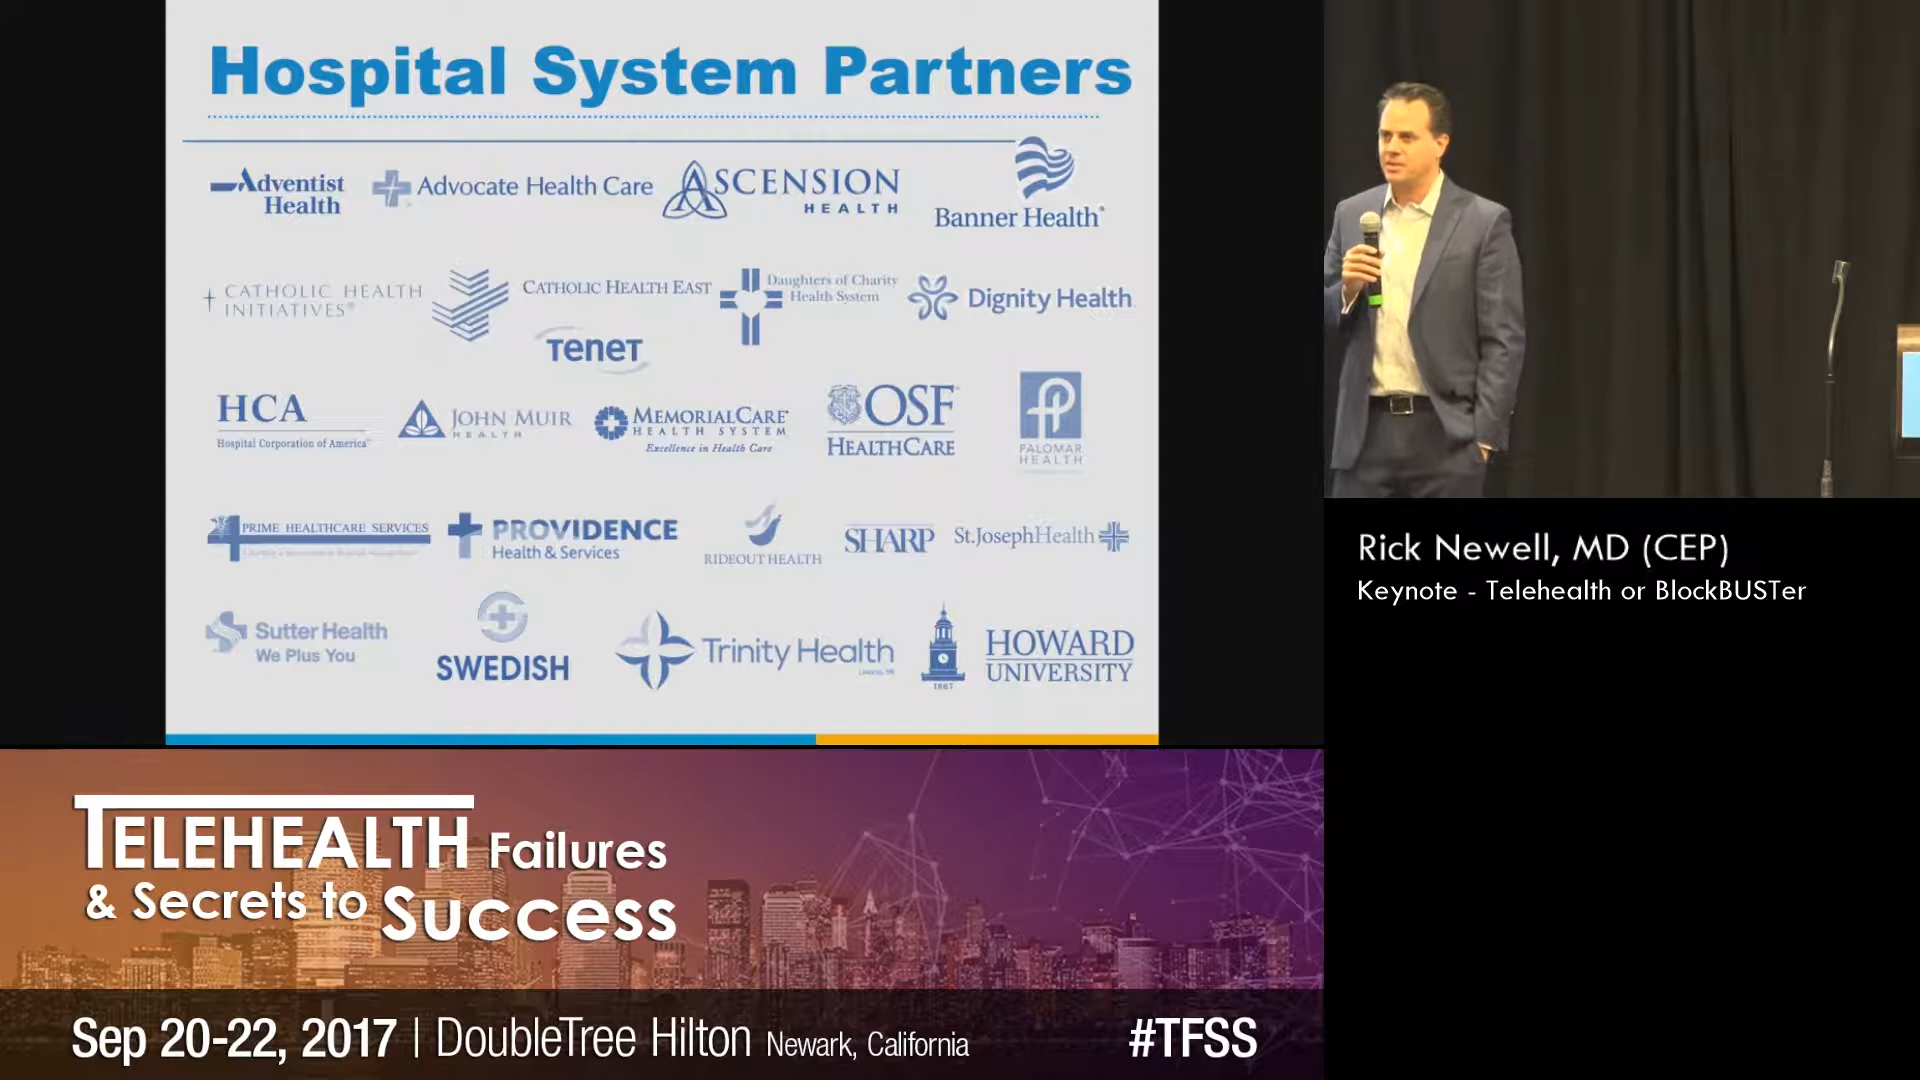 Hospital System Partners
Adventist
Health
Advocate Health Care
ASCENSION
HEALTH
Banner Health®
CATHOLIC HEALTH
INITIATIVES®
CATHOLIC HEALTH EAST
Daughters of Charity
Health System
Dignity Health
Tenet
HCA
Hospital Corporation of America
JOHN MUIR
HEALTH
MEMORIALCARE
HEALTH SYSTEM
Excellence in Health Care
OSF
HEALTHCARE
PALOMAR
HEALTH
PRIME HEALTHCARE SERVICES
PROVIDENCE
Health & Services
RIDEOUT HEALTH
SHARP
St.JosephHealth
Sutter Health
We Plus You
SWEDISH
Trinity Health
1867
HOWARD
UNIVERSITY
Rick Newell, MD (CEP)
Keynote - Telehealth or BlockBUSTer
TELEHEALTH Failures
& Secrets to Success
Sep 20-22, 2017 | DoubleTree Hilton Newark, California
#TFSS